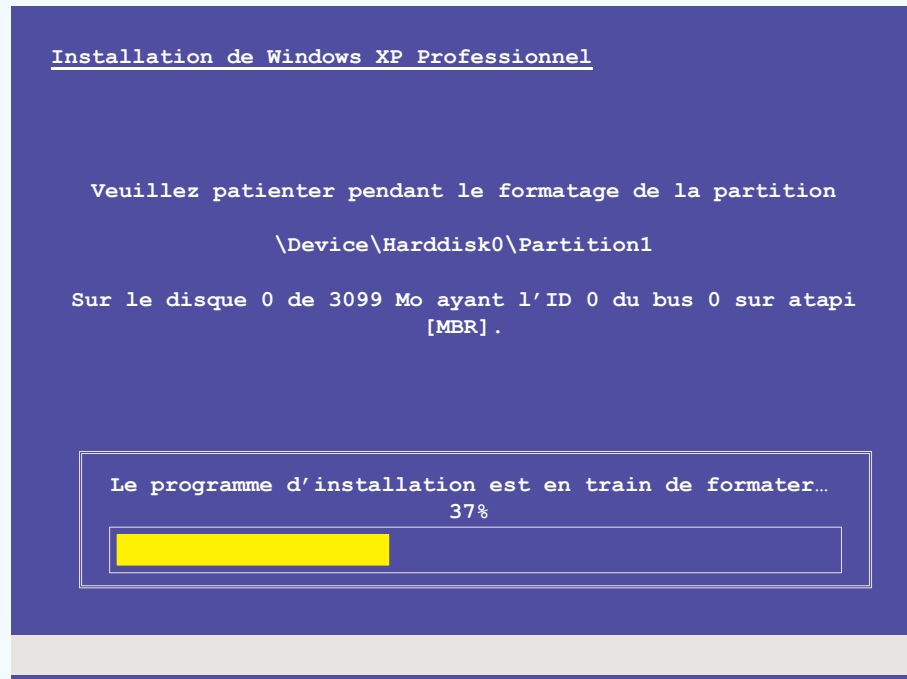 Installation de Windows XP Professionnel
Veuillez patienter pendant le formatage de la partition
\Device\Harddisk0\Partition1
Sur le disque 0 de 3099 Mo ayant l’ID 0 du bus 0 sur atapi
[MBR].
Le programme d’installation est en train de formater…
37%